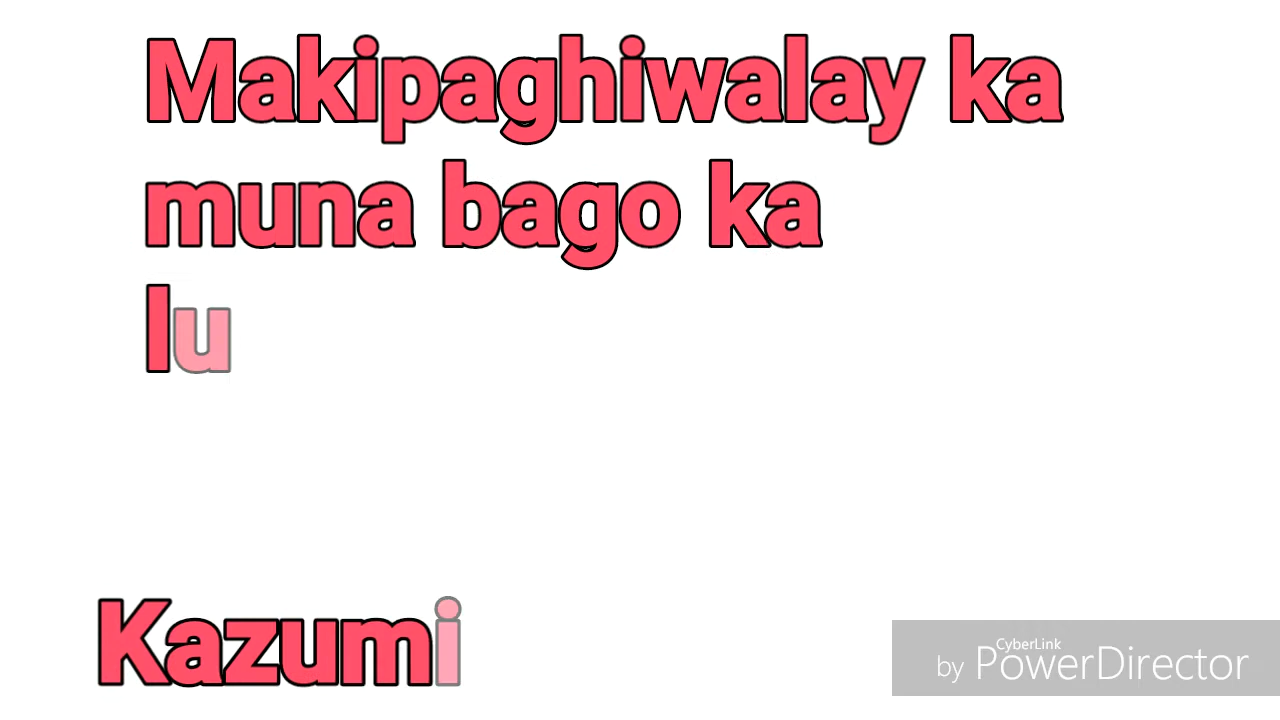 Makipaghiwalay ka
muna bago ka
lu
Kazumi
by CyberLink PowerDirector